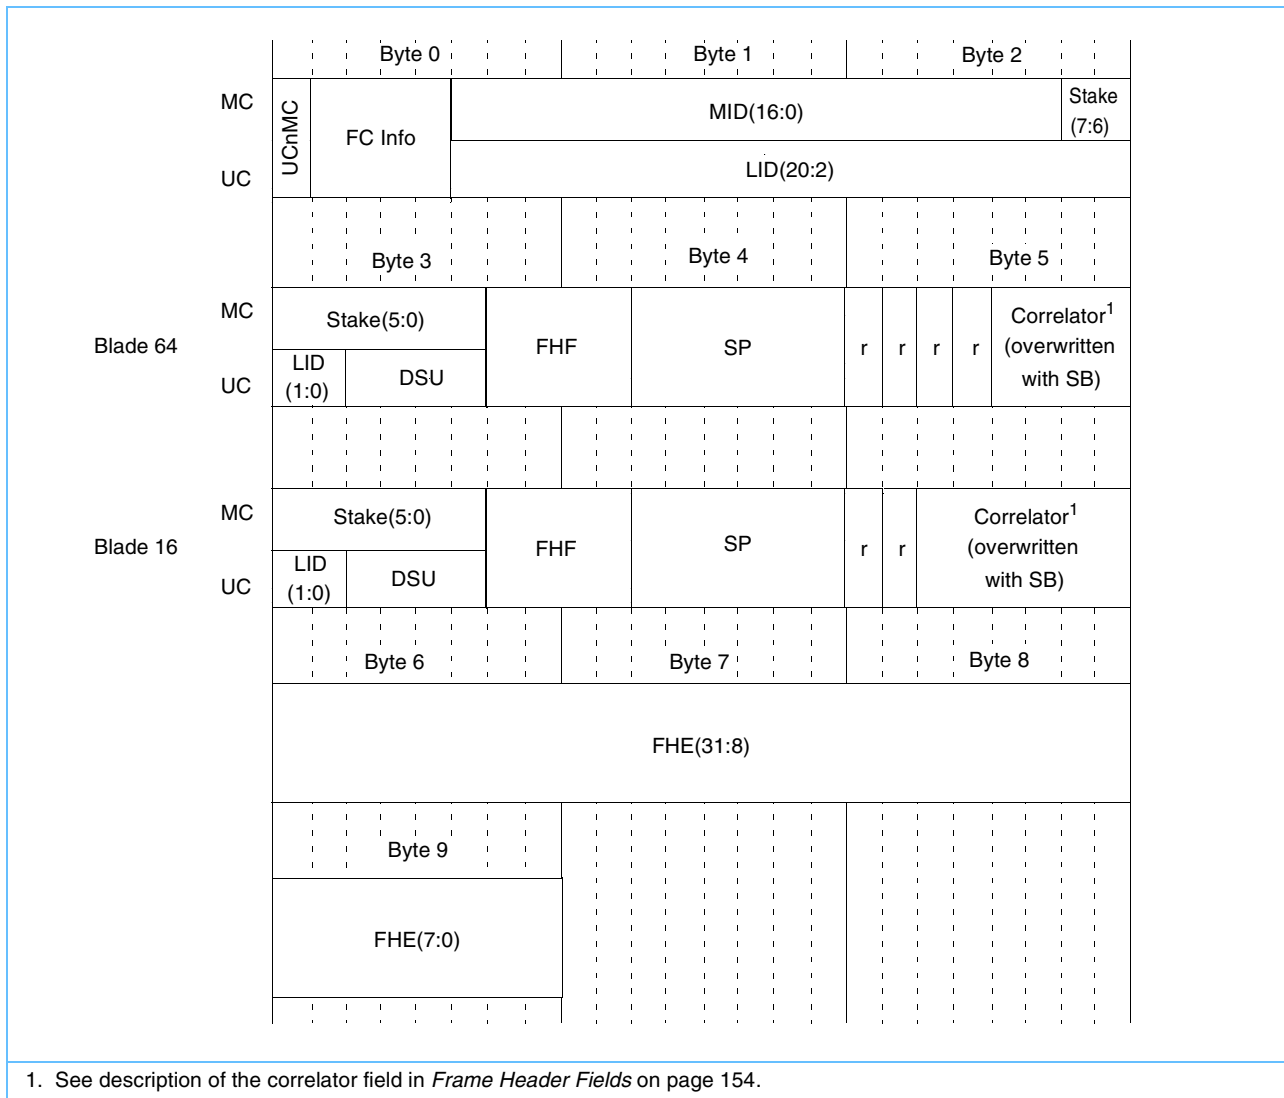 Byte 0 Byte 1 Byte 2
MC UCnMC FC Info MID(16:0) Stake
(7:6)
UC LID(20:2)
Byte 3 Byte 4 Byte 5
MC Stake(5:0) Correlator1
Blade 64 FHF SP r r r r (overwritten
LID
(1:0) DSU with SB)
UC
MC Stake(5:0) Correlator1
Blade 16 FHF SP r r (overwritten
LID
(1:0) DSU with SB)
UC
Byte 6 Byte 7 Byte 8
FHE(31:8)
Byte 9
FHE(7:0)
1. See description of the correlator field in Frame Header Fields on page 154.